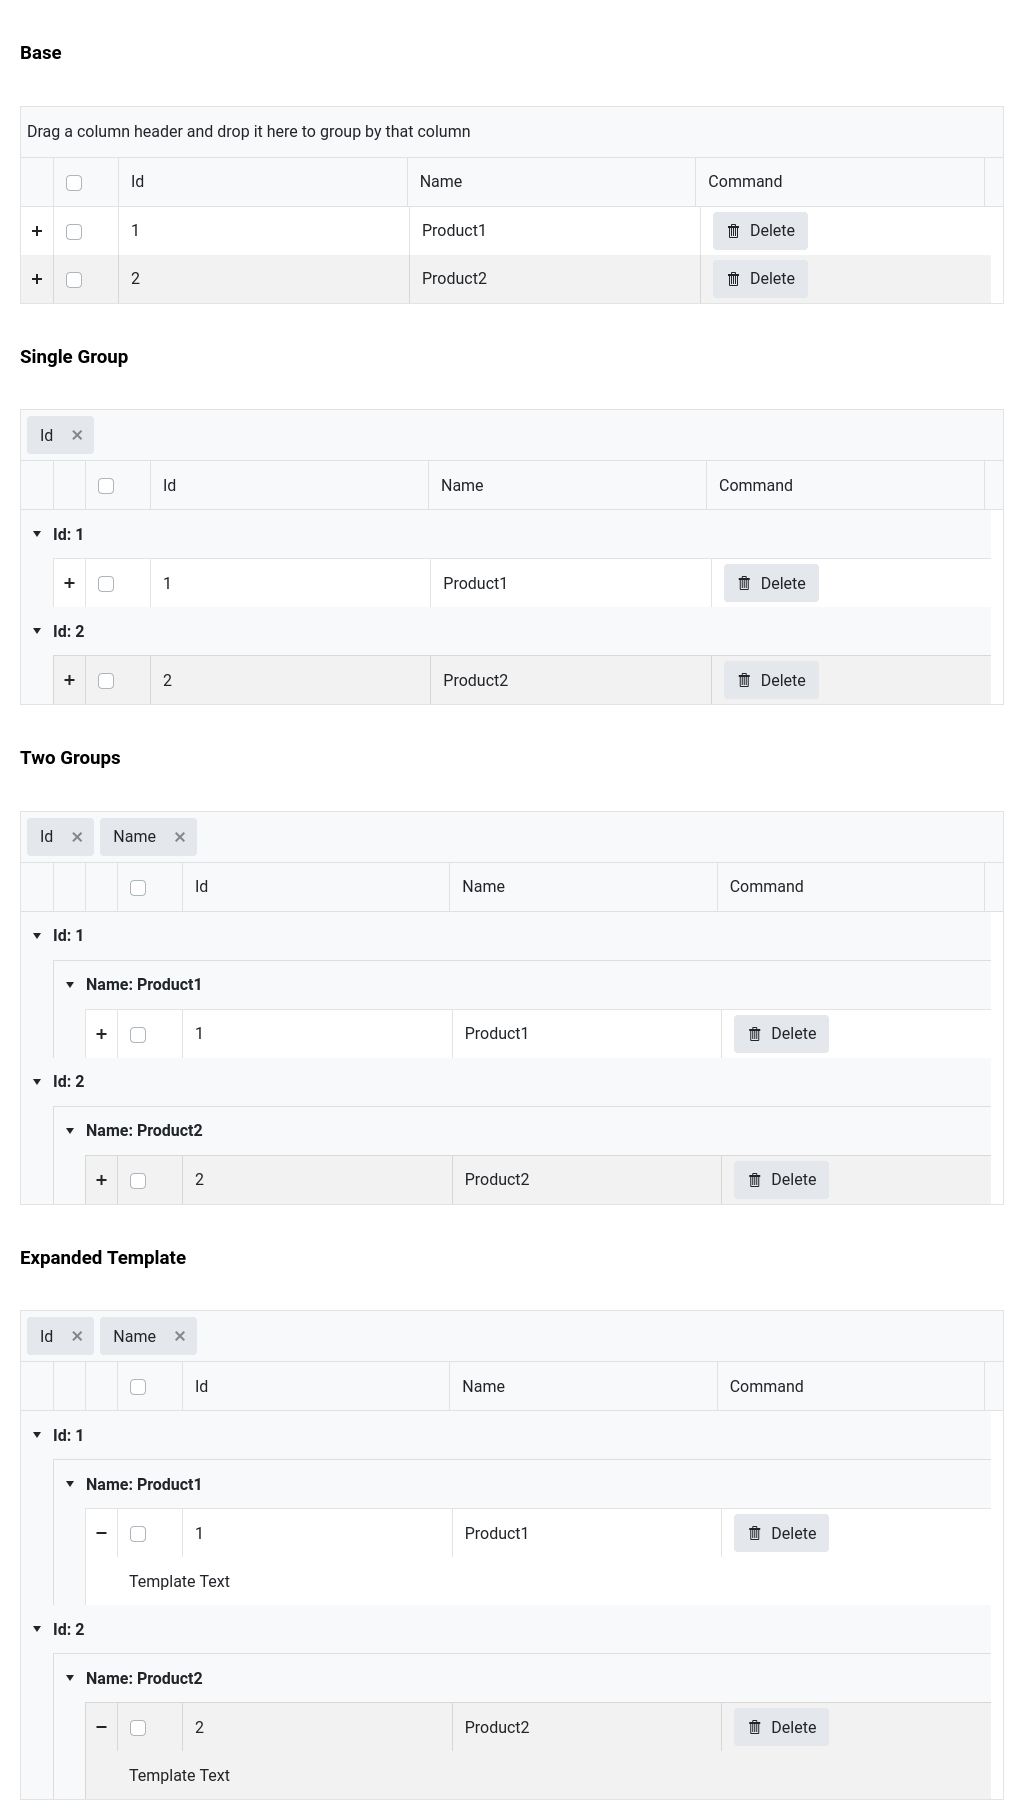 Base
Drag a column header and drop it here to group by that column
Id Name Command
1 Product1 Delete
2 Product2 Delete
Single Group
Id
Id Name Command
Id: 1
1 Product1 Delete
Id: 2
2 Product2 Delete
Two Groups
Id Name
Id Name Command
Id: 1
Name: Product1
1 Product1 Delete
Id: 2
Name: Product2
2 Product2 Delete
Expanded Template
Id Name
Id Name Command
Id: 1
Name: Product1
1 Product1 Delete
Template Text
Id: 2
Name: Product2
2 Product2 Delete
Template Text